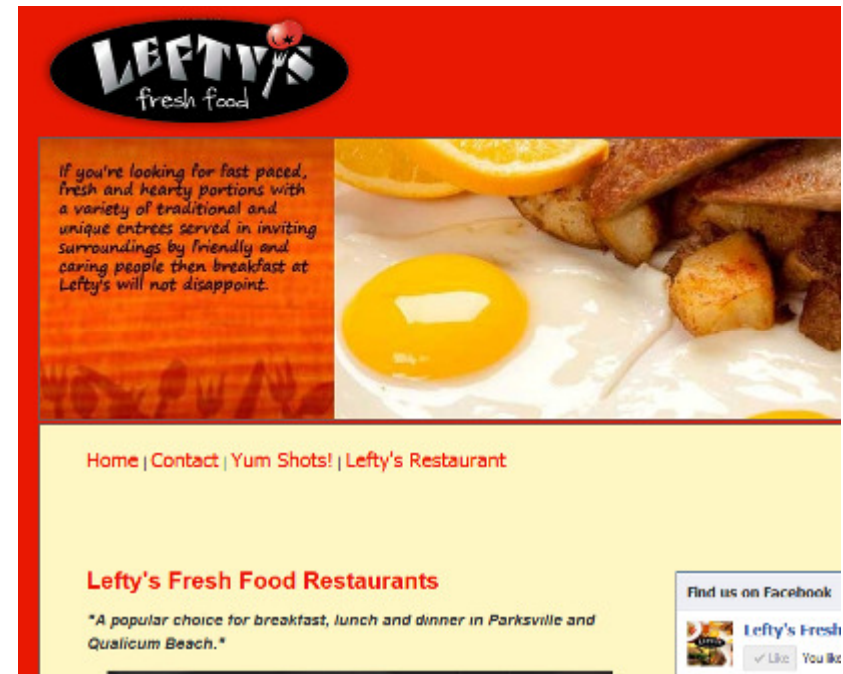 LEFTY'S
fresh food
If you're looking for fast paced,
fresh and hearty portions with
a variety of traditional and
unique entrees served in inviting
surroundings by friendly and
caring people then breakfast at
Lefty's will not disappoint.
Home | Contact | Yum Shots! | Lefty's Restaurant
Lefty's Fresh Food Restaurants
"A popular choice for breakfast, lunch and dinner in Parksville and
Qualicum Beach."
Find us on Facebook
Lefty's Fresh
✓ Like You like